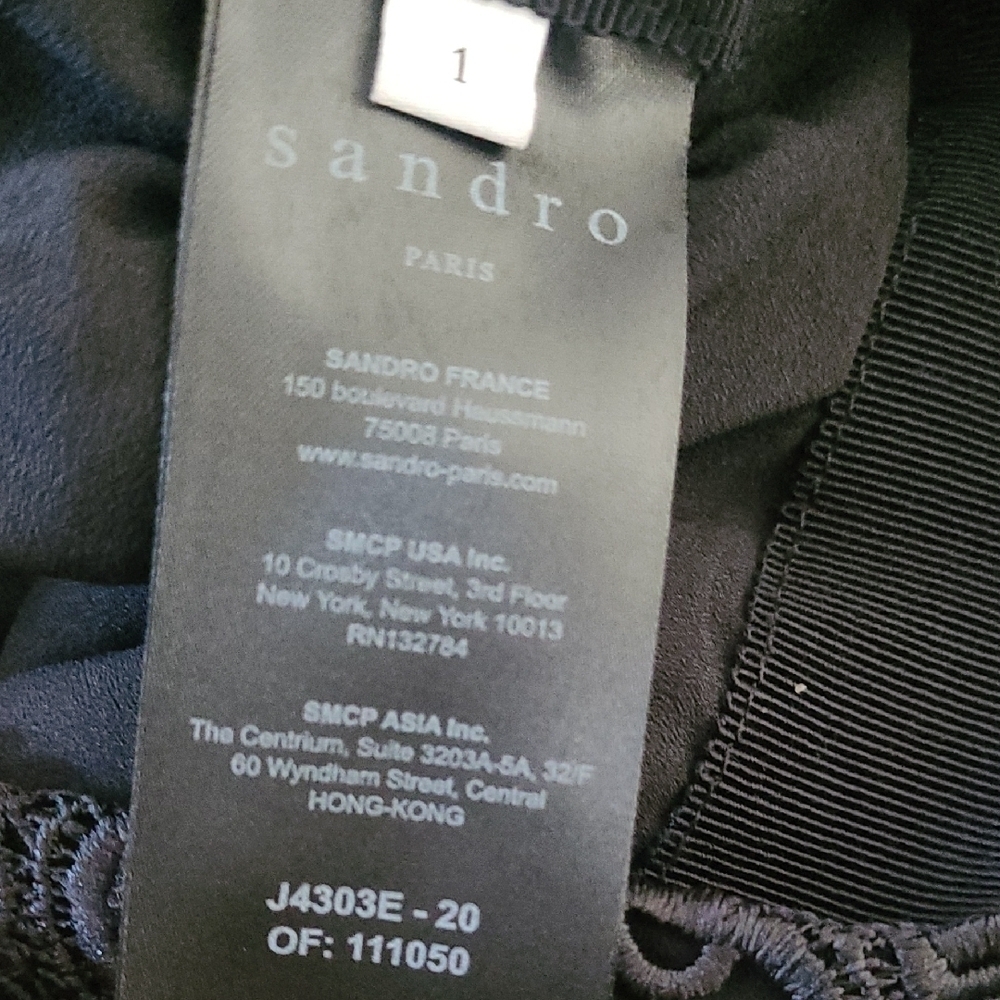 1
sandro
PARIS
SANDRO FRANCE
150 boulevard Haussmann
75008 Paris
www.sandro-paris.com
SMCP USA Inc.
10 Crosby Street, 3rd Floor
New York, New York 10013
RN132784
SMCP ASIA Inc.
The Centrium, Suite 3203A-5A, 32/F
60 Wyndham Street, Central
HONG-KONG
J4303E - 20
OF: 111050